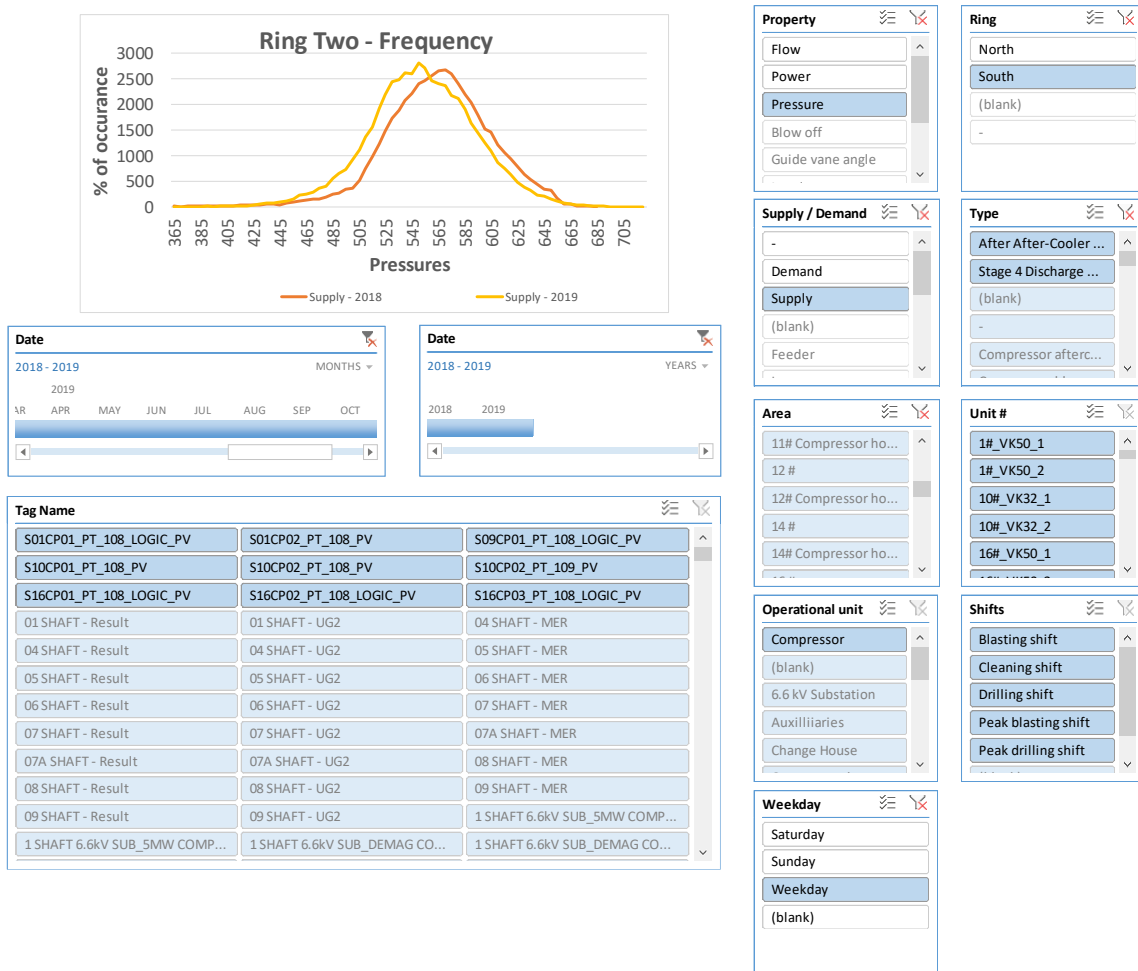 Ring Two - Frequency
% of occurance
3000
2500
2000
1500
1000
500
0
365
385
405
425
445
465
485
505
525
545
565
585
605
625
645
665
685
705
Pressures
Supply - 2018
Supply - 2019
Date
2018 - 2019
MONTHS
2019
AR APR MAY JUN JUL AUG SEP OCT
Date
2018 - 2019
YEARS
2018 2019
Tag Name
S01CP01_PT_108_LOGIC_PV S01CP02_PT_108_PV S09CP01_PT_108_LOGIC_PV
S10CP01_PT_108_PV S10CP02_PT_108_PV S10CP02_PT_109_PV
S16CP01_PT_108_LOGIC_PV S16CP02_PT_108_LOGIC_PV S16CP03_PT_108_LOGIC_PV
01 SHAFT - Result 01 SHAFT - UG2 04 SHAFT - MER
04 SHAFT - Result 04 SHAFT - UG2 05 SHAFT - MER
05 SHAFT - Result 05 SHAFT - UG2 06 SHAFT - MER
06 SHAFT - Result 06 SHAFT - UG2 07 SHAFT - MER
07 SHAFT - Result 07 SHAFT - UG2 07A SHAFT - MER
07A SHAFT - Result 07A SHAFT - UG2 08 SHAFT - MER
08 SHAFT - Result 08 SHAFT - UG2 09 SHAFT - MER
09 SHAFT - Result 09 SHAFT - UG2 1 SHAFT 6.6kV SUB_5MW COMP...
1 SHAFT 6.6kV SUB_5MW COMP... 1 SHAFT 6.6kV SUB_DEMAG CO... 1 SHAFT 6.6kV SUB_DEMAG CO...
Property
Flow
Power
Pressure
Blow off
Guide vane angle
Ring
North
South
(blank)
-
Supply / Demand
-
Demand
Supply
(blank)
Feeder
Type
After After-Cooler ...
Stage 4 Discharge ...
(blank)
-
Compressor afterc...
Area
11# Compressor ho...
12 #
12# Compressor ho...
14 #
14# Compressor ho...
Unit #
1#_VK50_1
1#_VK50_2
10#_VK32_1
10#_VK32_2
16#_VK50_1
Operational unit
Compressor
(blank)
6.6 kV Substation
Auxilliiaries
Change House
Shifts
Blasting shift
Cleaning shift
Drilling shift
Peak blasting shift
Peak drilling shift
Weekday
Saturday
Sunday
Weekday
(blank)